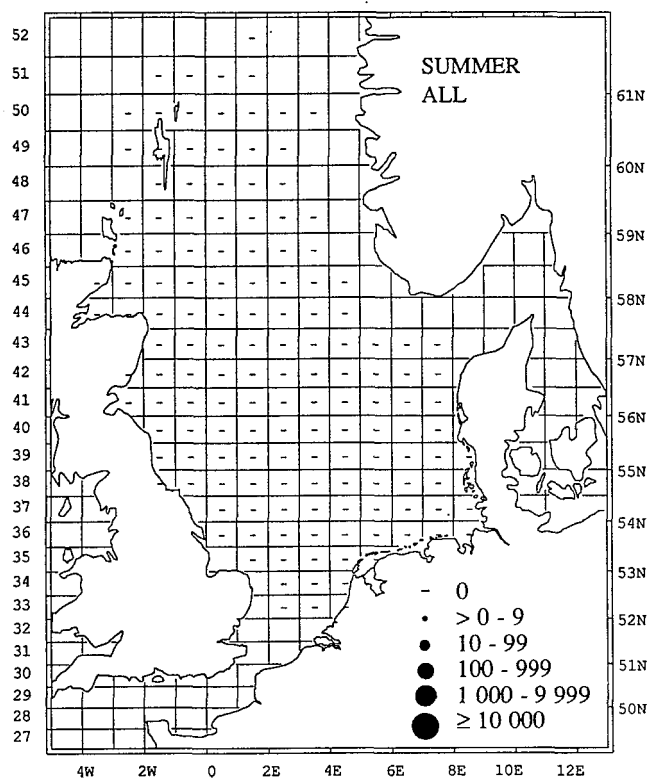 SUMMER
ALL
52
51
50
49
48
47
46
45
44
43
42
41
40
39
38
37
36
35
34
33
32
31
30
29
28
27
61N
60N
59N
58N
57N
56N
55N
54N
53N
52N
51N
50N
- 0
> 0 - 9
10 - 99
100 - 999
1 000 - 9 999
≥ 10 000
4W 2W 0 2E 4E 6E 8E 10E 12E